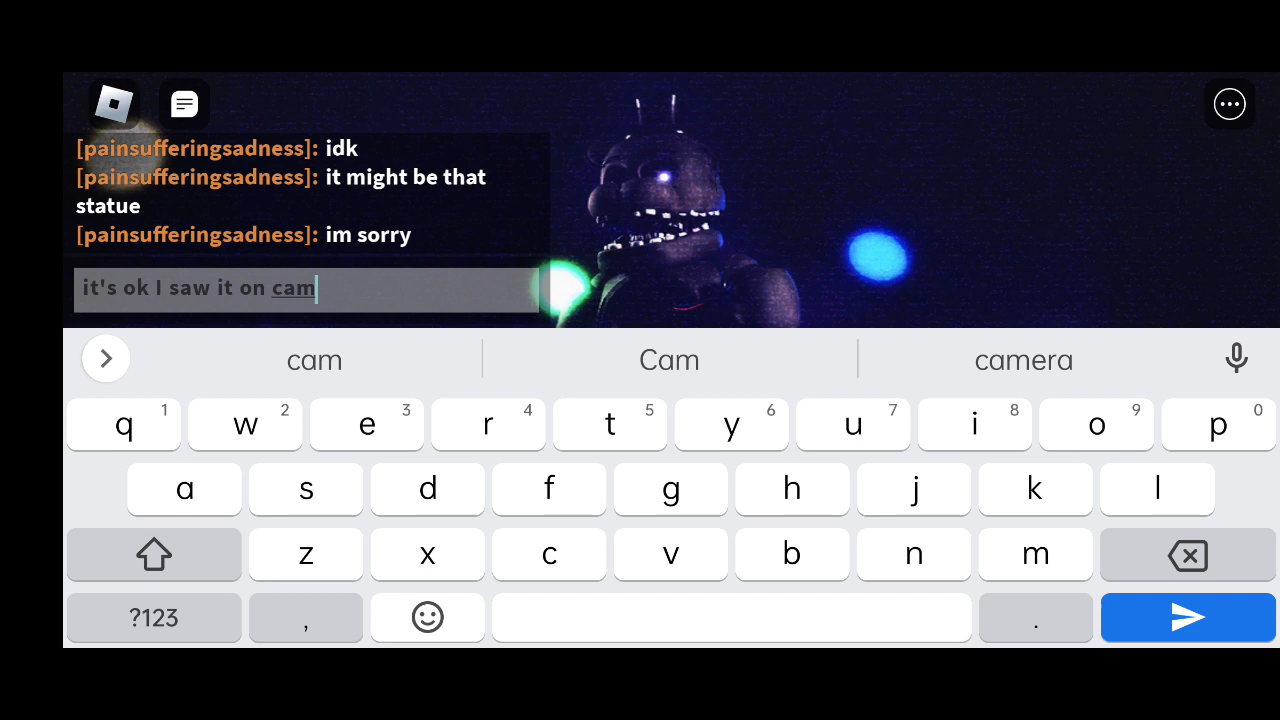 [painsufferingsadness]: idk
[painsufferingsadness]: it might be that
statue
[painsufferingsadness]: im sorry
it's ok I saw it on cam
cam Cam camera
q 1 w 2 e 3 r 4 t 5 y 6 u 7 i 8 o 9 p 0
a s d f g h j k l
z x c v b n m
?123 , .